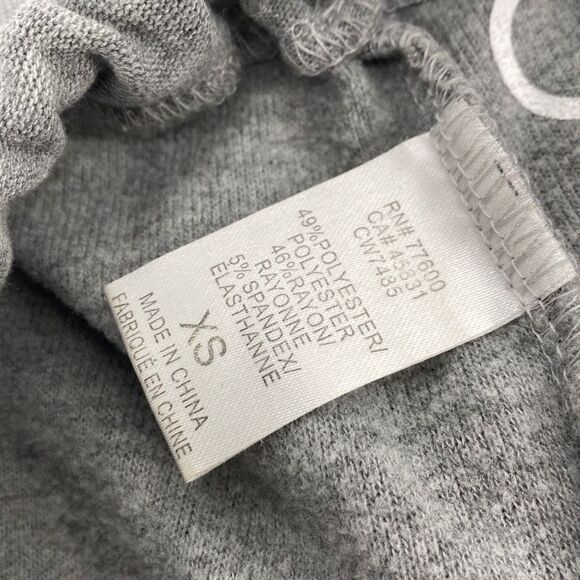 RN# 77600
CA# 45831
CW7485
49%POLYESTER/
POLYESTER
46%RAYON/
RAYONNE
5% SPANDEX/
ELASTHANNE
XS
MADE IN CHINA
FABRIQUÉ EN CHINE